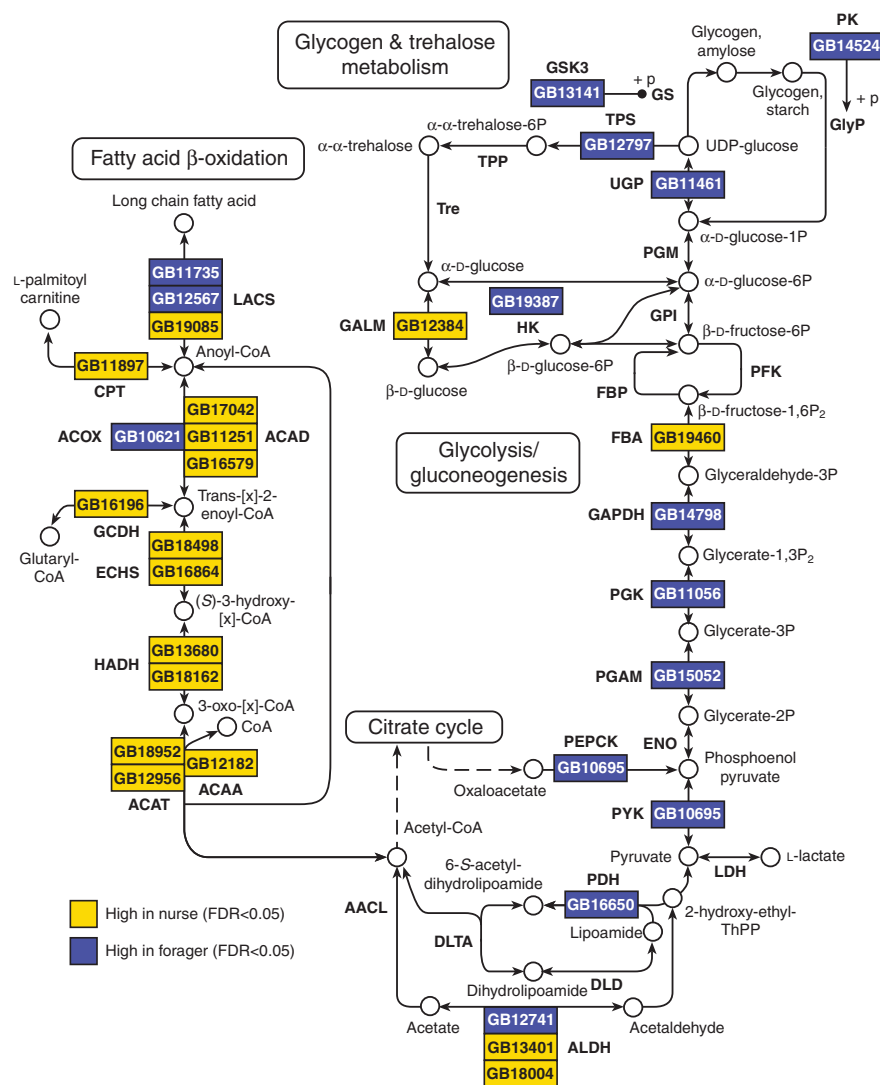 Glycogen & trehalose
metabolism
PK
GB14524
+ p
GlyP
Glycogen,
amylose
Glycogen,
starch
GSK3
GB13141
+ p
GS
TPS
GB12797
α-α-trehalose-6P
α-α-trehalose
TPP
UDP-glucose
UGP
GB11461
Tre
α-D-glucose-1P
PGM
α-D-glucose
α-D-glucose-6P
GB19387
HK
GPI
GALM
GB12384
β-D-glucose
β-D-glucose-6P
β-D-fructose-6P
FBP
PFK
β-D-fructose-1,6P2
Glycolysis/
gluconeogenesis
FBA
GB19460
Glyceraldehyde-3P
GAPDH
GB14798
Glycerate-1,3P2
PGK
GB11056
Glycerate-3P
PGAM
GB15052
Glycerate-2P
ENO
PEPCK
GB10695
Oxaloacetate
Phosphoenol
pyruvate
PYK
GB10695
Pyruvate
LDH
L-lactate
Fatty acid β-oxidation
Long chain fatty acid
GB11735
GB12567
GB19085
LACS
L-palmitoyl
carnitine
Anoyl-CoA
GB11897
CPT
ACOX
GB10621
GB17042
GB11251
GB16579
ACAD
GB16196
GCDH
Glutaryl-
CoA
Trans-[x]-2-
enoyl-CoA
GB18498
GB16864
ECHS
(S)-3-hydroxy-
[x]-CoA
HADH
GB13680
GB18162
3-oxo-[x]-CoA
CoA
GB18952
GB12956
GB12182
ACAT
ACAA
Citrate cycle
Acetyl-CoA
AACL
6-S-acetyl-
dihydrolipoamide
PDH
GB16650
Lipoamide
2-hydroxy-ethyl-
ThPP
DLTA
DLD
Dihydrolipoamide
Acetate
Acetaldehyde
GB12741
GB13401
GB18004
ALDH
High in nurse (FDR<0.05)
High in forager (FDR<0.05)